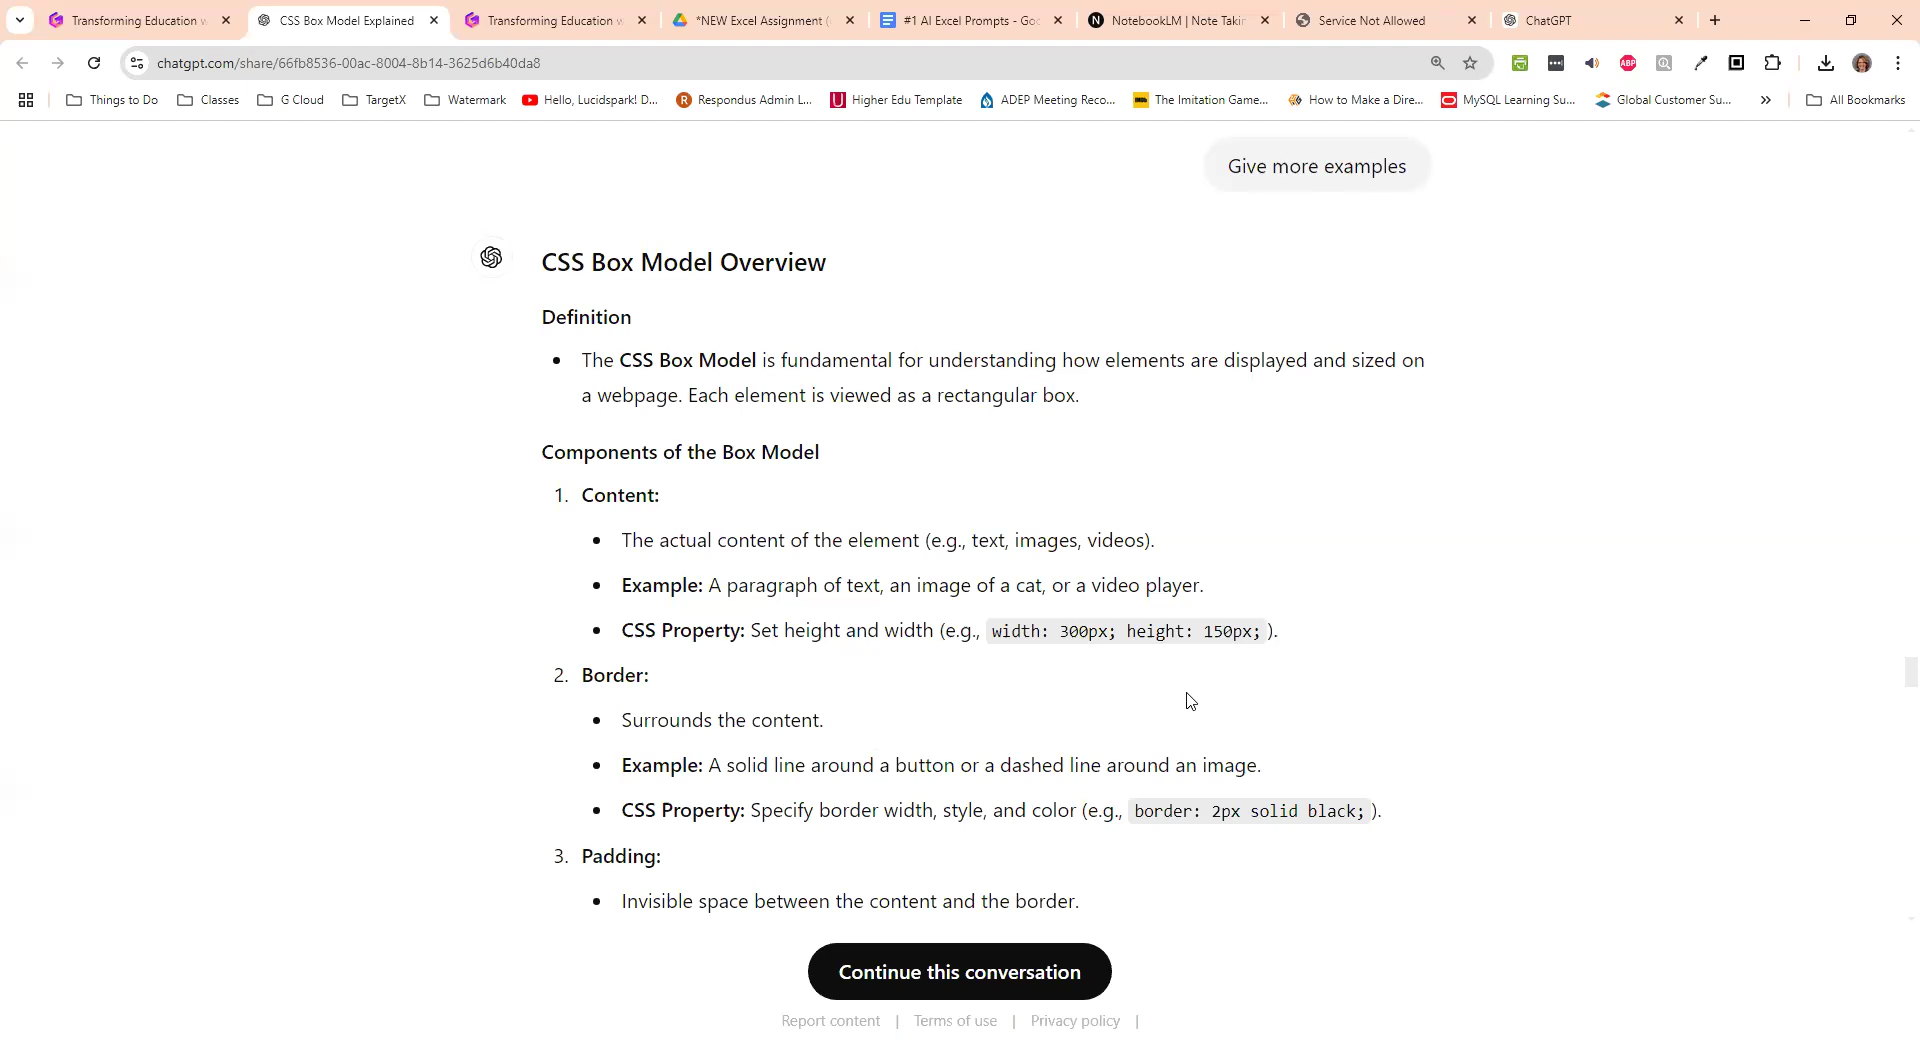 Transforming Education w
CSS Box Model Explained
Transforming Education w
*NEW Excel Assignment (
#1 AI Excel Prompts - Goo
NotebookLM | Note Takin
Service Not Allowed
ChatGPT
chatgpt.com/share/66fb8536-00ac-8004-8b14-3625d6b40da8
ABP
Things to Do
Classes
G Cloud
TargetX
Watermark
Hello, Lucidspark! D...
Respondus Admin L...
Higher Edu Template
ADEP Meeting Reco...
The Imitation Game...
How to Make a Dire...
MySQL Learning Su...
Global Customer Su...
All Bookmarks
Give more examples
CSS Box Model Overview
Definition
• The CSS Box Model is fundamental for understanding how elements are displayed and sized on
a webpage. Each element is viewed as a rectangular box.
Components of the Box Model
1. Content:
• The actual content of the element (e.g., text, images, videos).
• Example: A paragraph of text, an image of a cat, or a video player.
• CSS Property: Set height and width (e.g., width: 300px; height: 150px; ).
2. Border:
• Surrounds the content.
• Example: A solid line around a button or a dashed line around an image.
• CSS Property: Specify border width, style, and color (e.g., border: 2px solid black; ).
3. Padding:
• Invisible space between the content and the border.
Continue this conversation
Report content | Terms of use | Privacy policy |